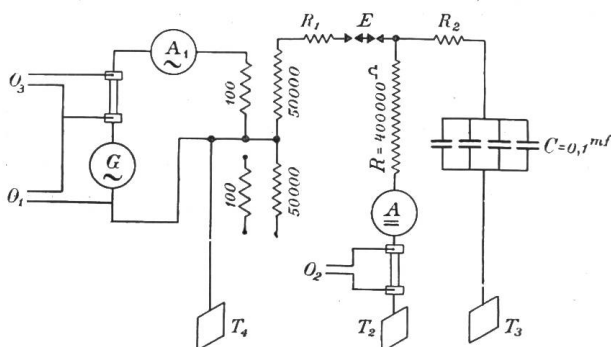 R₁ E R₂
A₁
O₃
100
50000
R = 400000 Ω
C=0,1 mf
G
O₁
100
50000
A
O₂
T₄
T₂
T₃